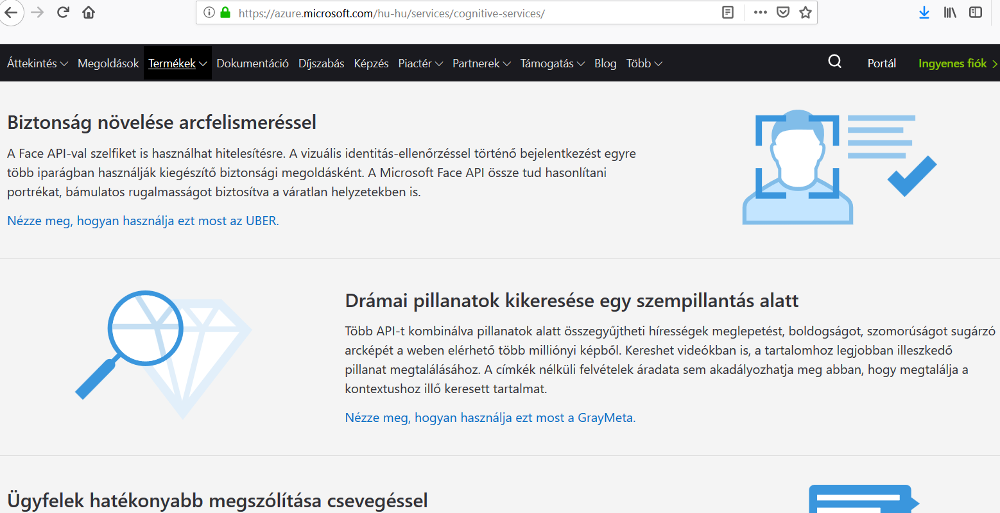 https://azure.microsoft.com/hu-hu/services/cognitive-services/
Áttekintés Megoldások Termékek Dokumentáció Díjszabás Képzés Piactér Partnerek Támogatás Blog Több Portál Ingyenes fiók
Biztonság növelése arcfelismeréssel
A Face API-val szelfiket is használhat hitelesítésre. A vizuális identitás-ellenőrzéssel történő bejelentkezést egyre
több iparágban használják kiegészítő biztonsági megoldásként. A Microsoft Face API össze tud hasonlítani
portrékat, bámulatos rugalmasságot biztosítva a váratlan helyzetekben is.
Nézze meg, hogyan használja ezt most az UBER.
Drámai pillanatok kikeresése egy szempillantás alatt
Több API-t kombinálva pillanatok alatt összegyűjtheti hírességek meglepetést, boldogságot, szomorúságot sugárzó
arcképét a weben elérhető több milliónyi képből. Kereshet videókban is, a tartalomhoz legjobban illeszkedő
pillanat megtalálásához. A címkék nélküli felvételek áradata sem akadályozhatja meg abban, hogy megtalálja a
kontextushoz illő keresett tartalmat.
Nézze meg, hogyan használja ezt most a GrayMeta.
Ügyfelek hatékonyabb megszólítása csevegéssel